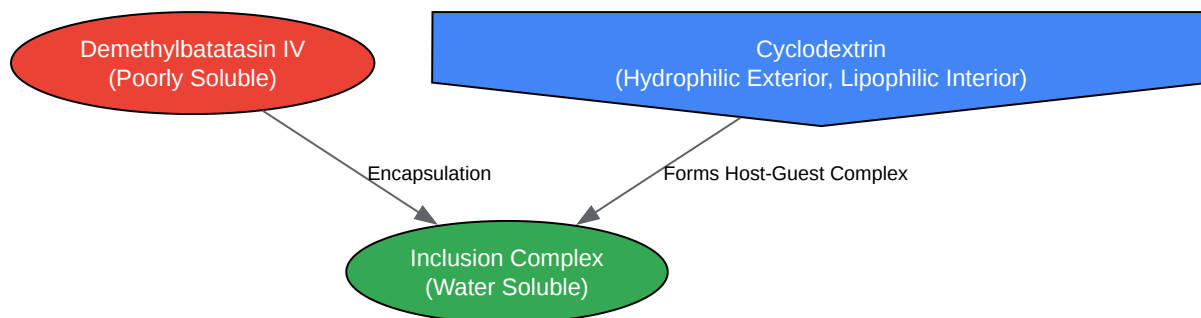 Demethylbatatasin IV
(Poorly Soluble)
Cyclodextrin
(Hydrophilic Exterior, Lipophilic Interior)
Encapsulation
Forms Host-Guest Complex
Inclusion Complex
(Water Soluble)